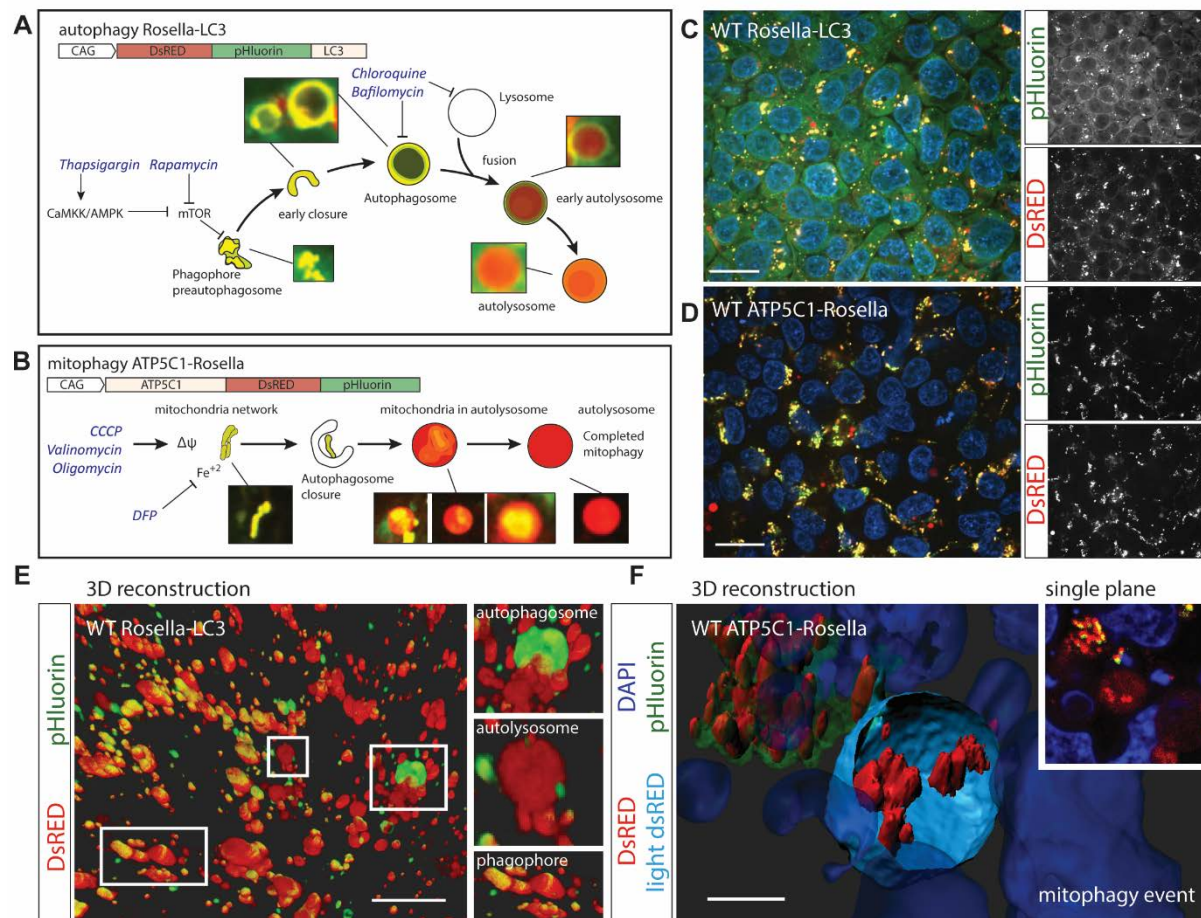 A
autophagy Rosella-LC3
CAG
DsRED
pHluorin
LC3
Chloroquine
Bafilomycin
Lysosome
Thapsigargin
Rapamycin
fusion
CaMKK/AMPK
mTOR
early closure
Autophagosome
early autolysosome
Phagophore
preautophagosome
autolysosome
B
mitophagy ATP5C1-Rosella
CAG
ATP5C1
DsRED
pHluorin
mitochondria network
mitochondria in autolysosome
autolysosome
CCCP
Valinomycin
Oligomycin
Δψ
Fe+2
Completed
mitophagy
Autophagosome
closure
DFP
C
WT Rosella-LC3
pHluorin
DsRED
D
WT ATP5C1-Rosella
pHluorin
DsRED
E
3D reconstruction
pHluorin
DsRED
WT Rosella-LC3
autophagosome
autolysosome
phagophore
F
3D reconstruction
single plane
DAPI
pHluorin
DsRED
light dsRED
WT ATP5C1-Rosella
mitophagy event